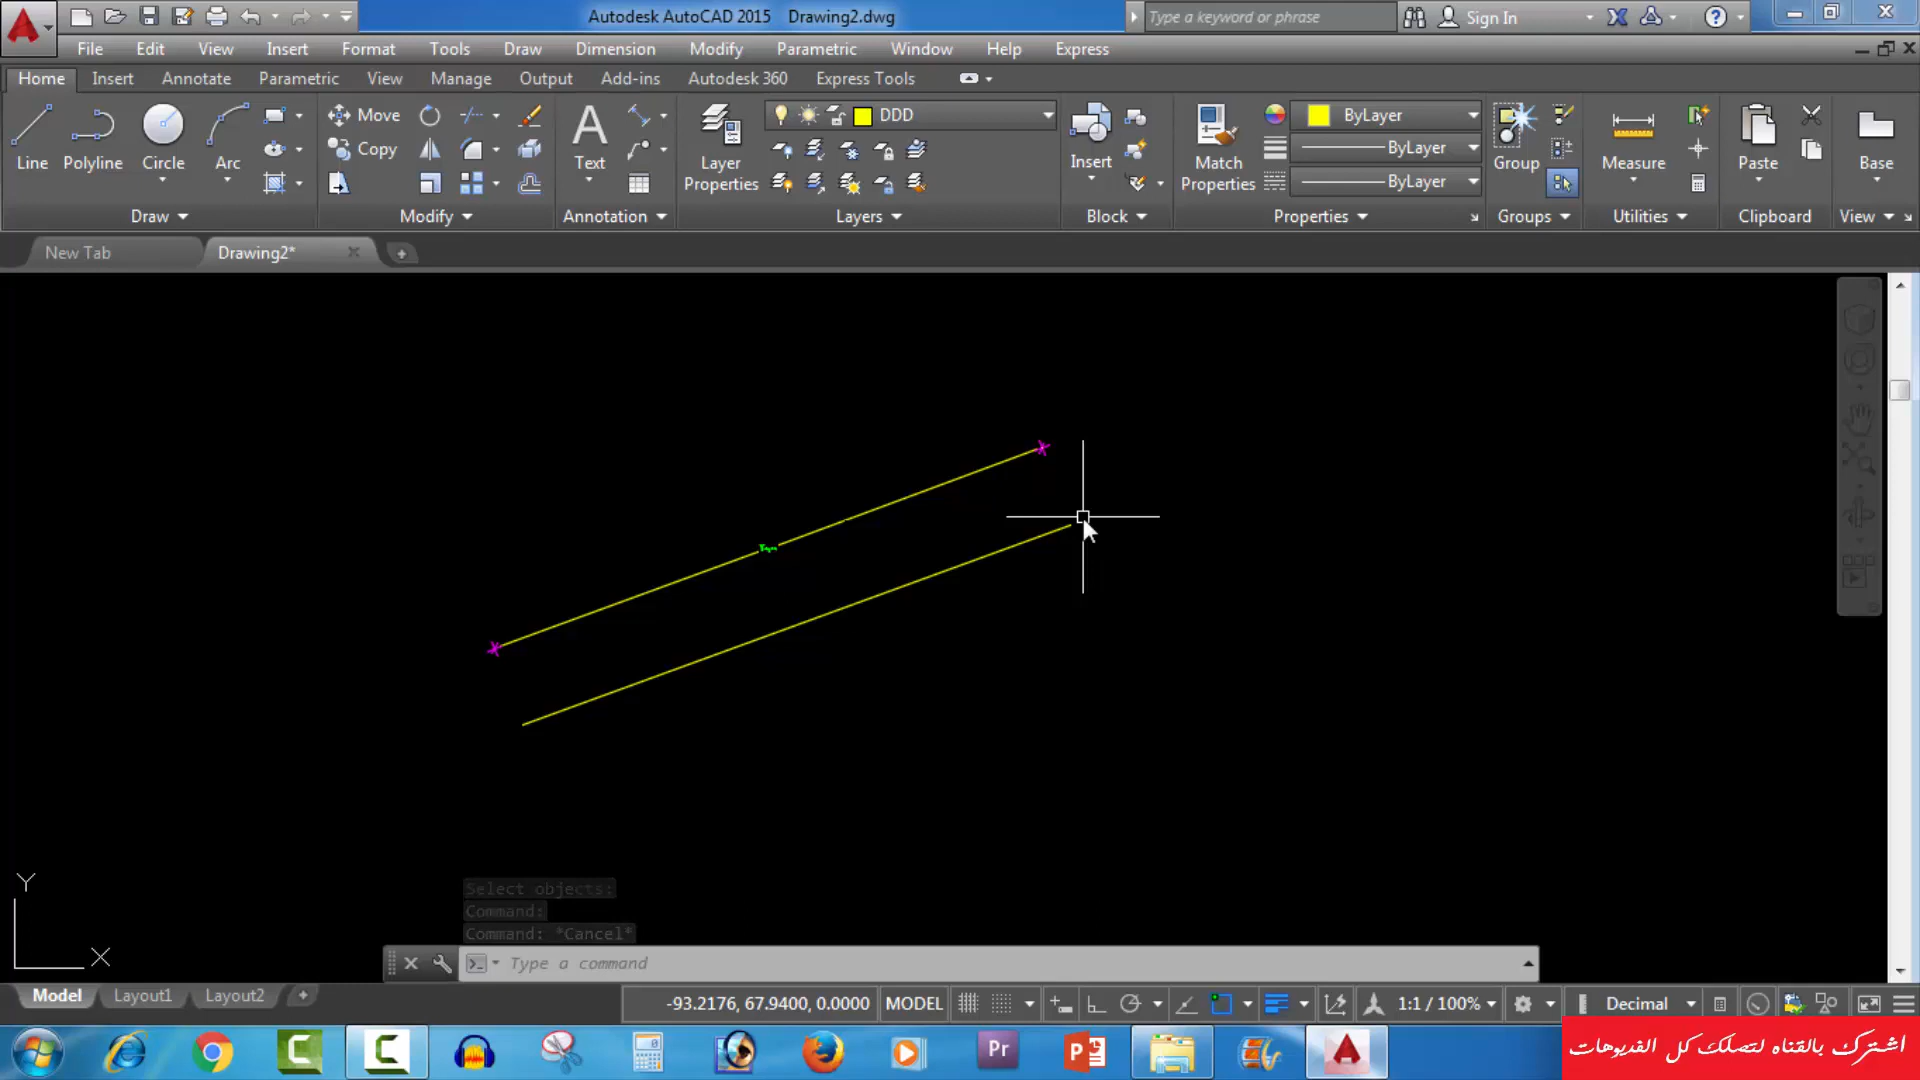 Autodesk AutoCAD 2015 Drawing2.dwg
Type a keyword or phrase
Sign In
File Edit View Insert Format Tools Draw Dimension Modify Parametric Window Help Express
Home Insert Annotate Parametric View Manage Output Add-ins Autodesk 360 Express Tools
Line Polyline Circle Arc
Move
Copy
Text
Layer Properties
DDD
Insert
Match Properties
ByLayer
ByLayer
ByLayer
Group
Measure
Paste
Base
Draw Modify Annotation Layers Block Properties Groups Utilities Clipboard View
New Tab Drawing2*
Select objects:
Command:
Command: *Cancel*
Type a command
Y
X
Model Layout1 Layout2
-93.2176, 67.9400, 0.0000 MODEL 1:1 / 100% Decimal
Pr
اشترك بالقناه لتصلك كل الفديوهات